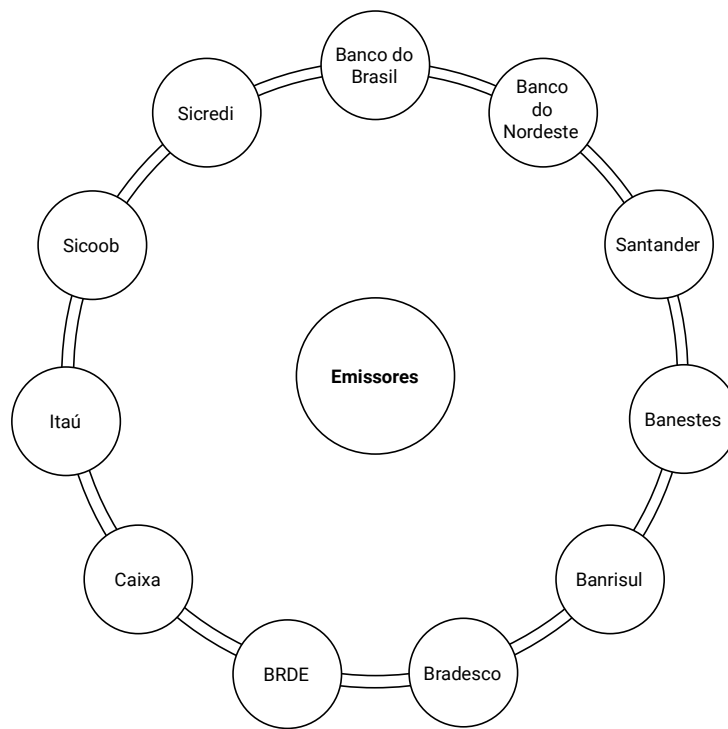 Banco do
Brasil
Banco
do
Nordeste
Santander
Banestes
Banrisul
Bradesco
BRDE
Caixa
Itaú
Sicoob
Sicredi
Emissores